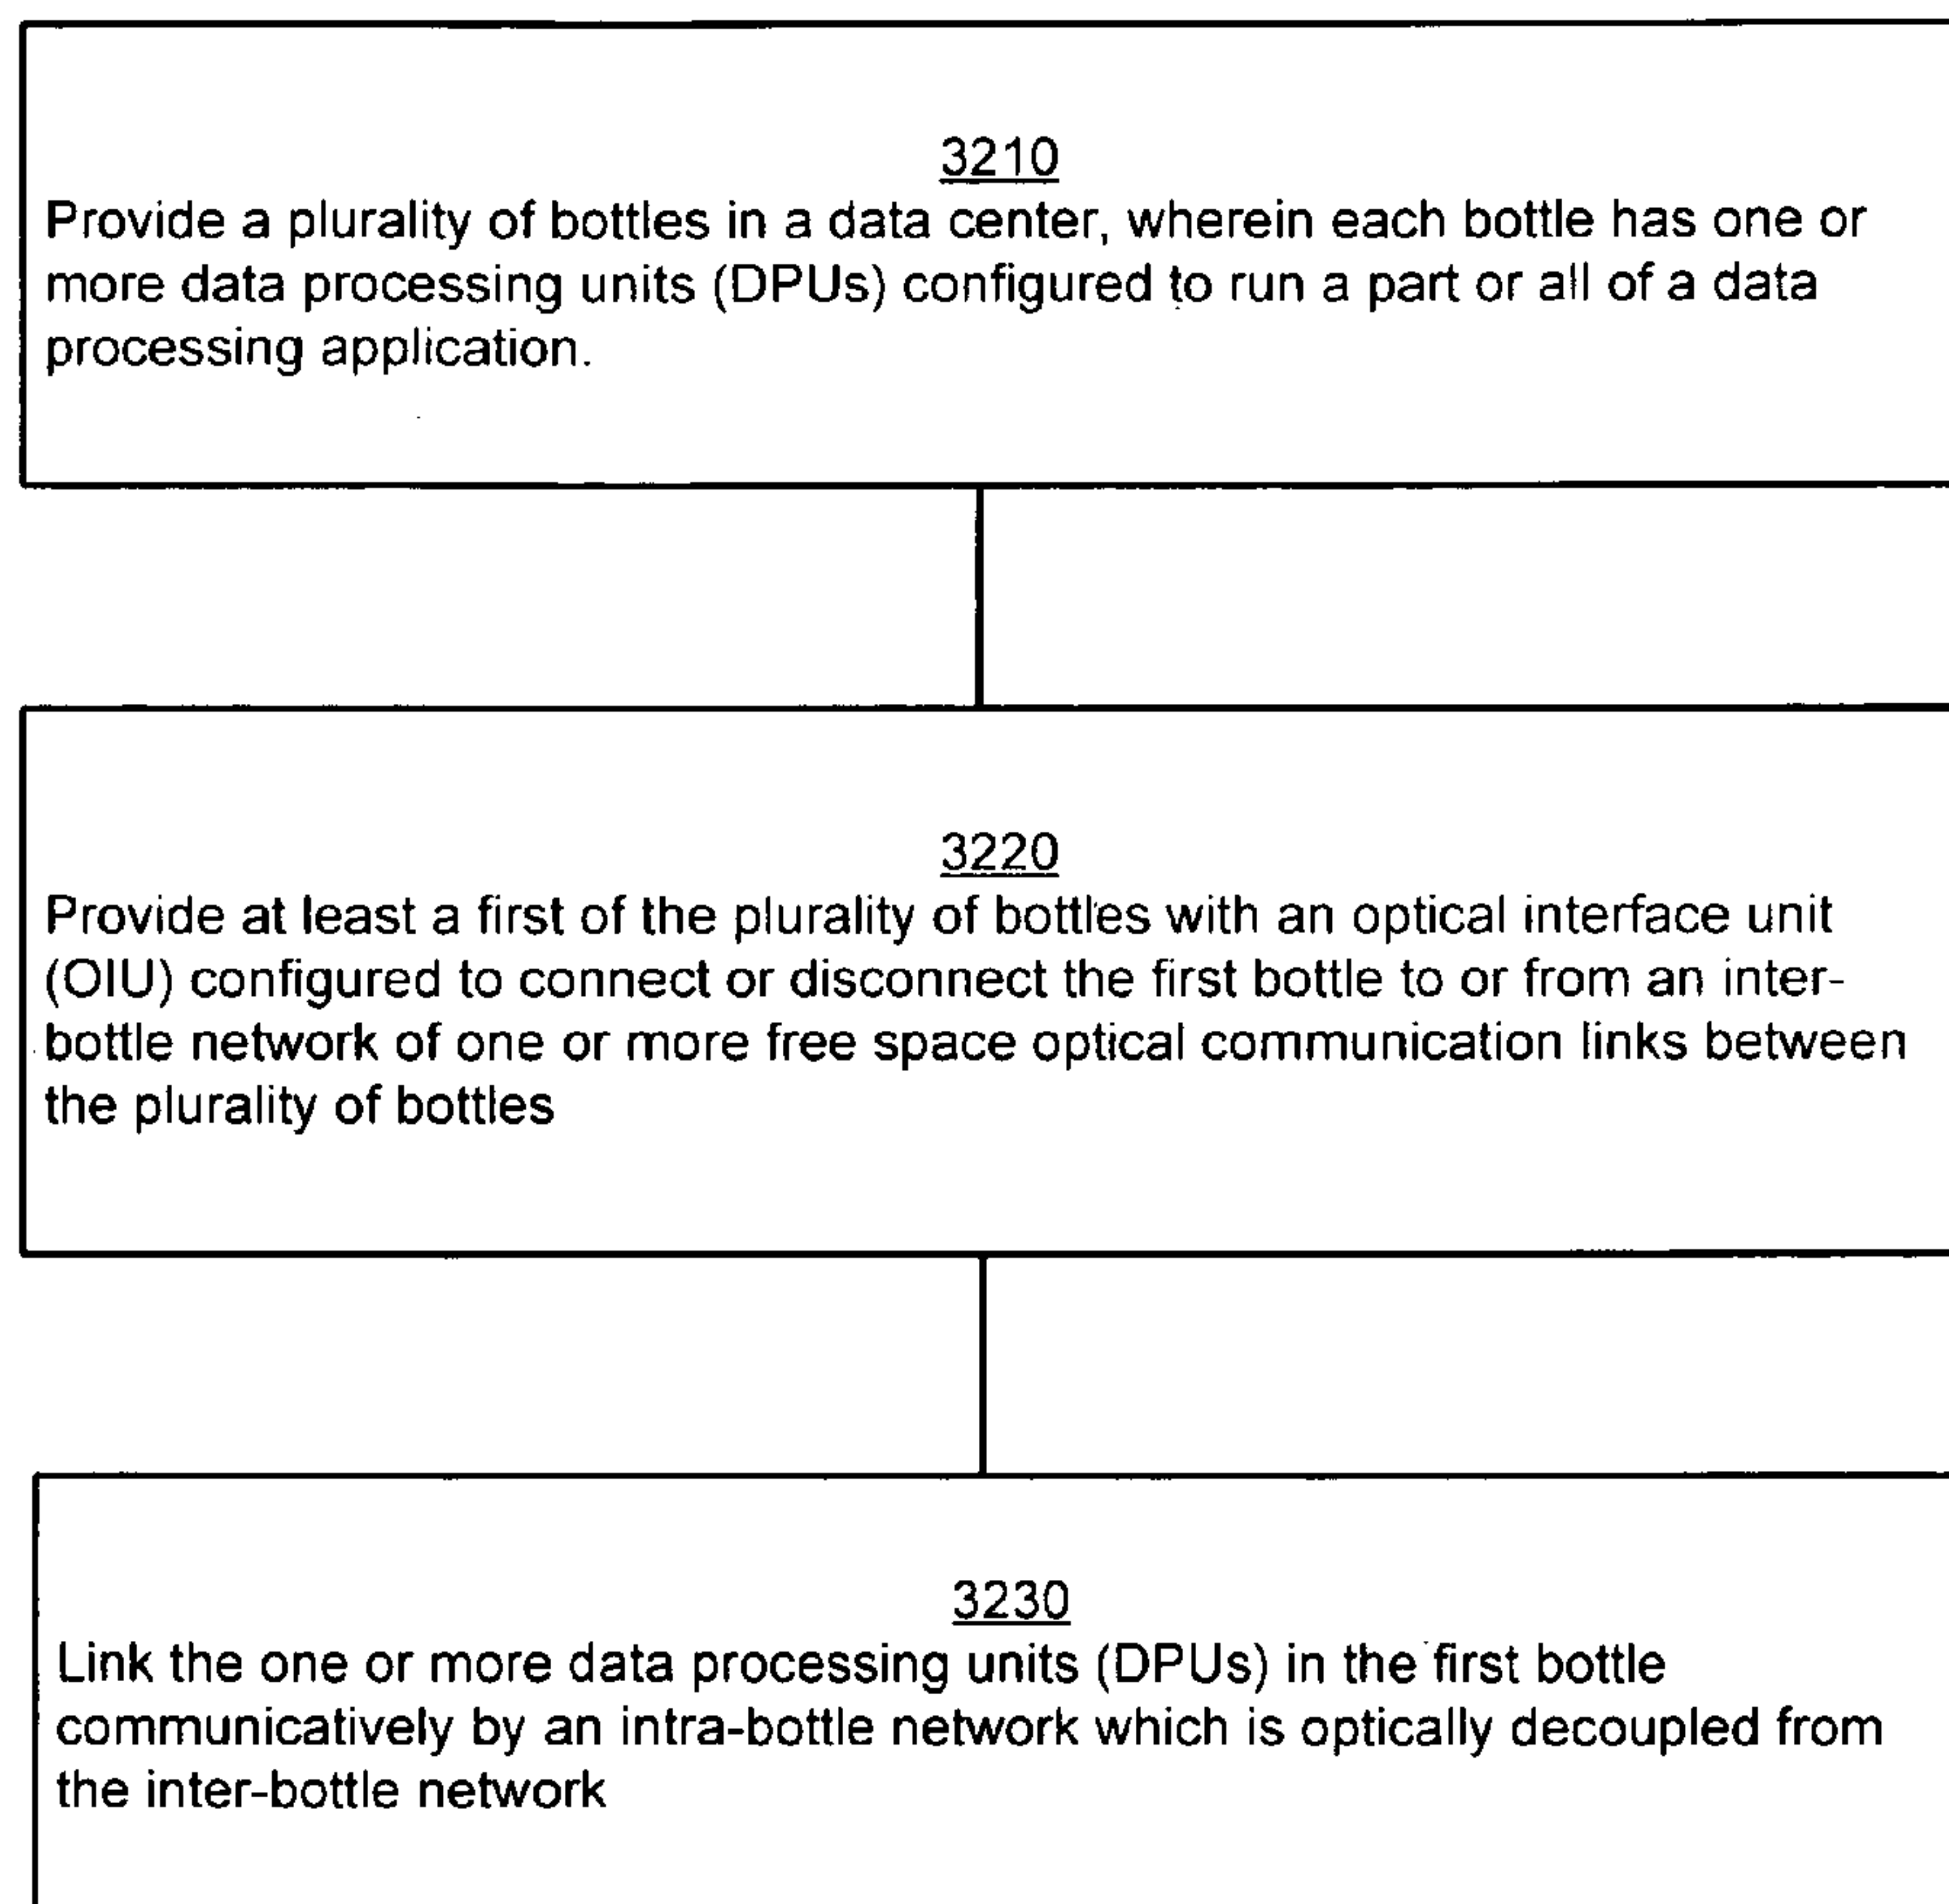 3210
Provide a plurality of bottles in a data center, wherein each bottle has one or
more data processing units (DPUs) configured to run a part or all of a data
processing application.
3220
Provide at least a first of the plurality of bottles with an optical interface unit
(OIU) configured to connect or disconnect the first bottle to or from an inter-
bottle network of one or more free space optical communication links between
the plurality of bottles
3230
Link the one or more data processing units (DPUs) in the first bottle
communicatively by an intra-bottle network which is optically decoupled from
the inter-bottle network